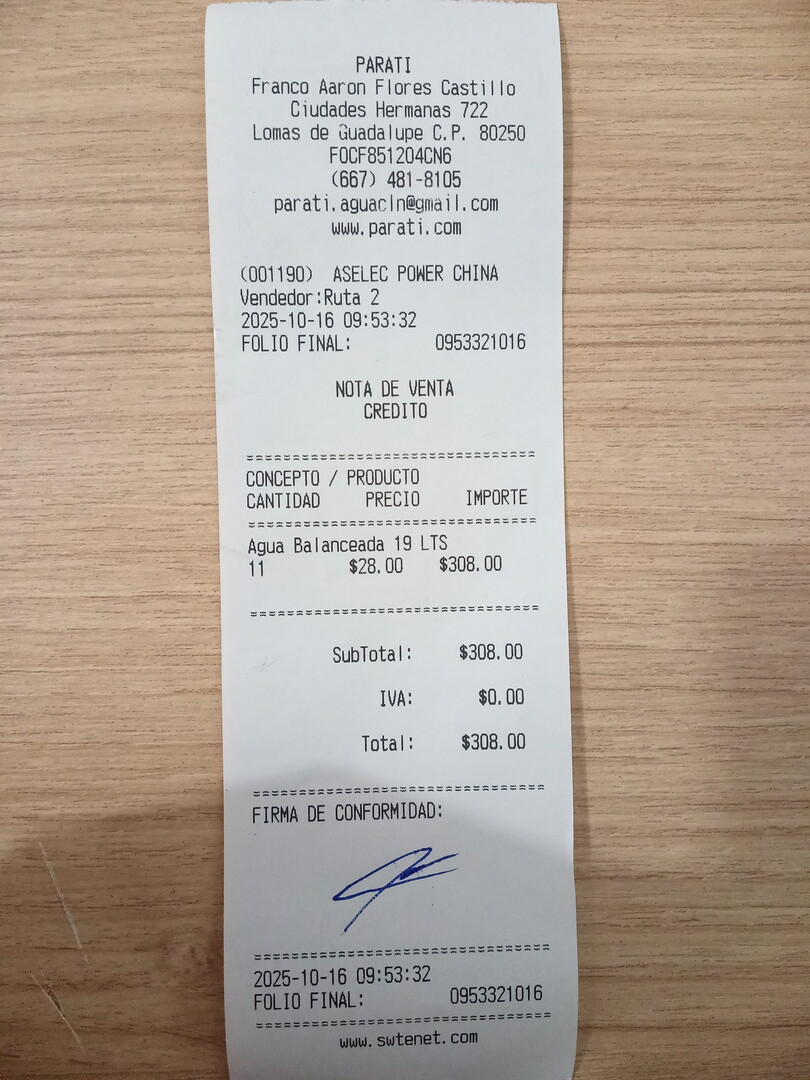 PARATI
Franco Aaron Flores Castillo
Ciudades Hermanas 722
Lomas de Guadalupe C.P. 80250
FOCF851204CN6
(667) 481-8105
parati.aguacln@gmail.com
www.parati.com
(001190) ASELEC POWER CHINA
Vendedor:Ruta 2
2025-10-16 09:53:32
FOLIO FINAL: 0953321016
NOTA DE VENTA
CREDITO
CONCEPTO / PRODUCTO
CANTIDAD PRECIO IMPORTE
Agua Balanceada 19 LTS
11 $28.00 $308.00
SubTotal: $308.00
IVA: $0.00
Total: $308.00
FIRMA DE CONFORMIDAD:
2025-10-16 09:53:32
FOLIO FINAL: 0953321016
www.swtenet.com